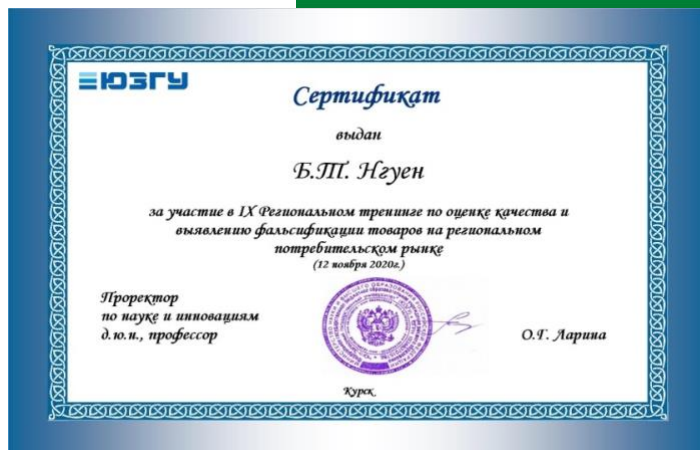 ЮЗГУ
Сертификат
выдан
Б.Т. Нгуен
за участие в IX Региональном тренинге по оценке качества и
выявлению фальсификации товаров на региональном
потребительском рынке
(12 ноября 2020г.)
Проректор
по науке и инновациям
д.ю.н., профессор
О.Г. Ларина
Курск